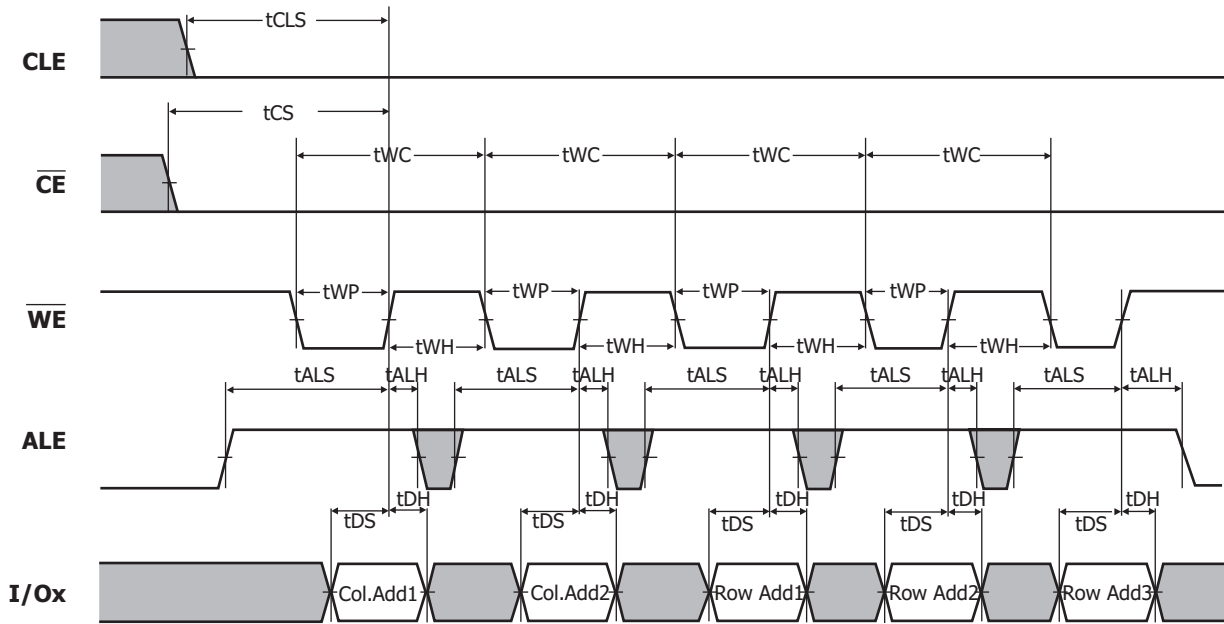 tCLS
CLE
tCS
tWC tWC tWC tWC
CE
tWP tWP tWP tWP
WE
tWH tWH tWH tWH
tALS tALH tALS tALH tALS tALH tALS tALH tALS tALH
ALE
tDH tDH tDH tDH tDH
tDS tDS tDS tDS tDS
I/Ox Col.Add1 Col.Add2 Row Add1 Row Add2 Row Add3